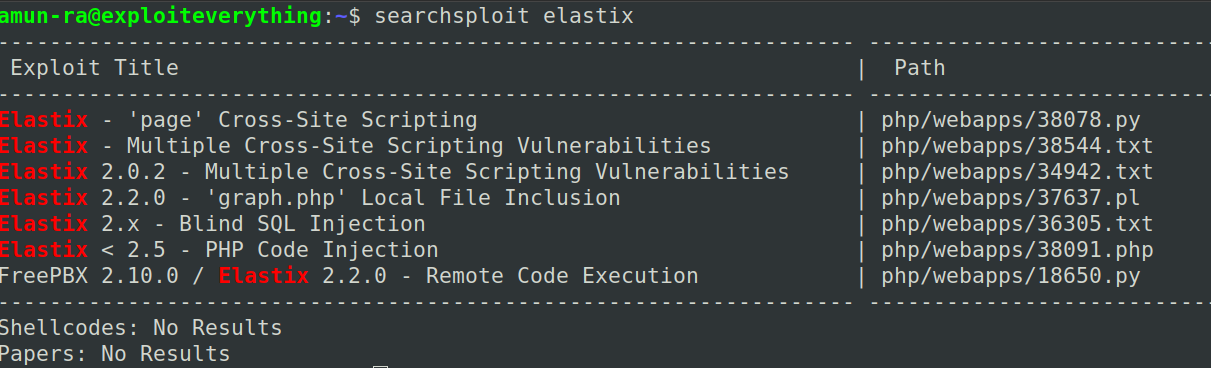 amun-ra@exploiteverything:~$ searchsploit elastix
------------------------------------------------------------------ --------------------------
Exploit Title | Path
------------------------------------------------------------------ --------------------------
Elastix - 'page' Cross-Site Scripting | php/webapps/38078.py
Elastix - Multiple Cross-Site Scripting Vulnerabilities | php/webapps/38544.txt
Elastix 2.0.2 - Multiple Cross-Site Scripting Vulnerabilities | php/webapps/34942.txt
Elastix 2.2.0 - 'graph.php' Local File Inclusion | php/webapps/37637.pl
Elastix 2.x - Blind SQL Injection | php/webapps/36305.txt
Elastix < 2.5 - PHP Code Injection | php/webapps/38091.php
FreePBX 2.10.0 / Elastix 2.2.0 - Remote Code Execution | php/webapps/18650.py
------------------------------------------------------------------ --------------------------
Shellcodes: No Results
Papers: No Results